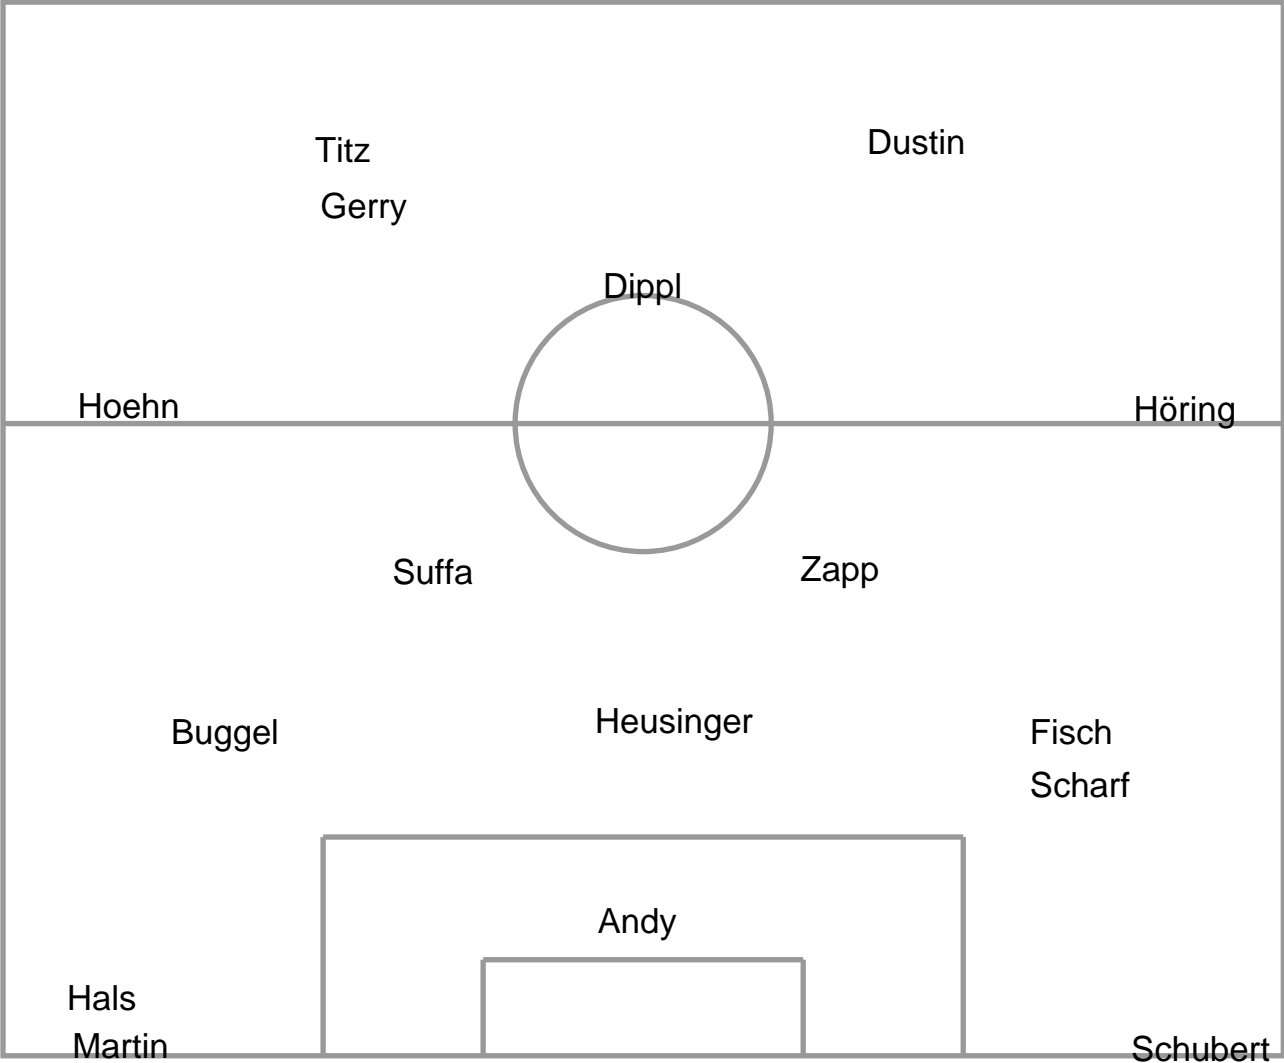 Titz
Dustin
Gerry
Dippl
Hoehn
Höring
Suffa
Zapp
Buggel
Heusinger
Fisch
Scharf
Andy
Hals
Martin
Schubert